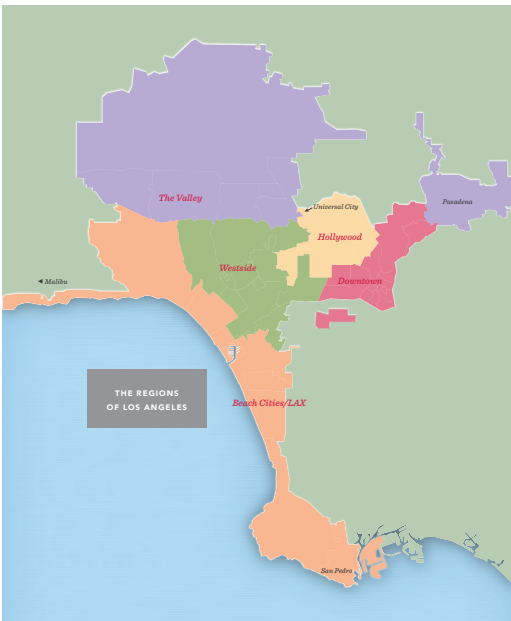 The Valley
Pasadena
Universal City
Hollywood
Westside
Downtown
Malibu
THE REGIONS
OF LOS ANGELES
Beach Cities/LAX
San Pedro